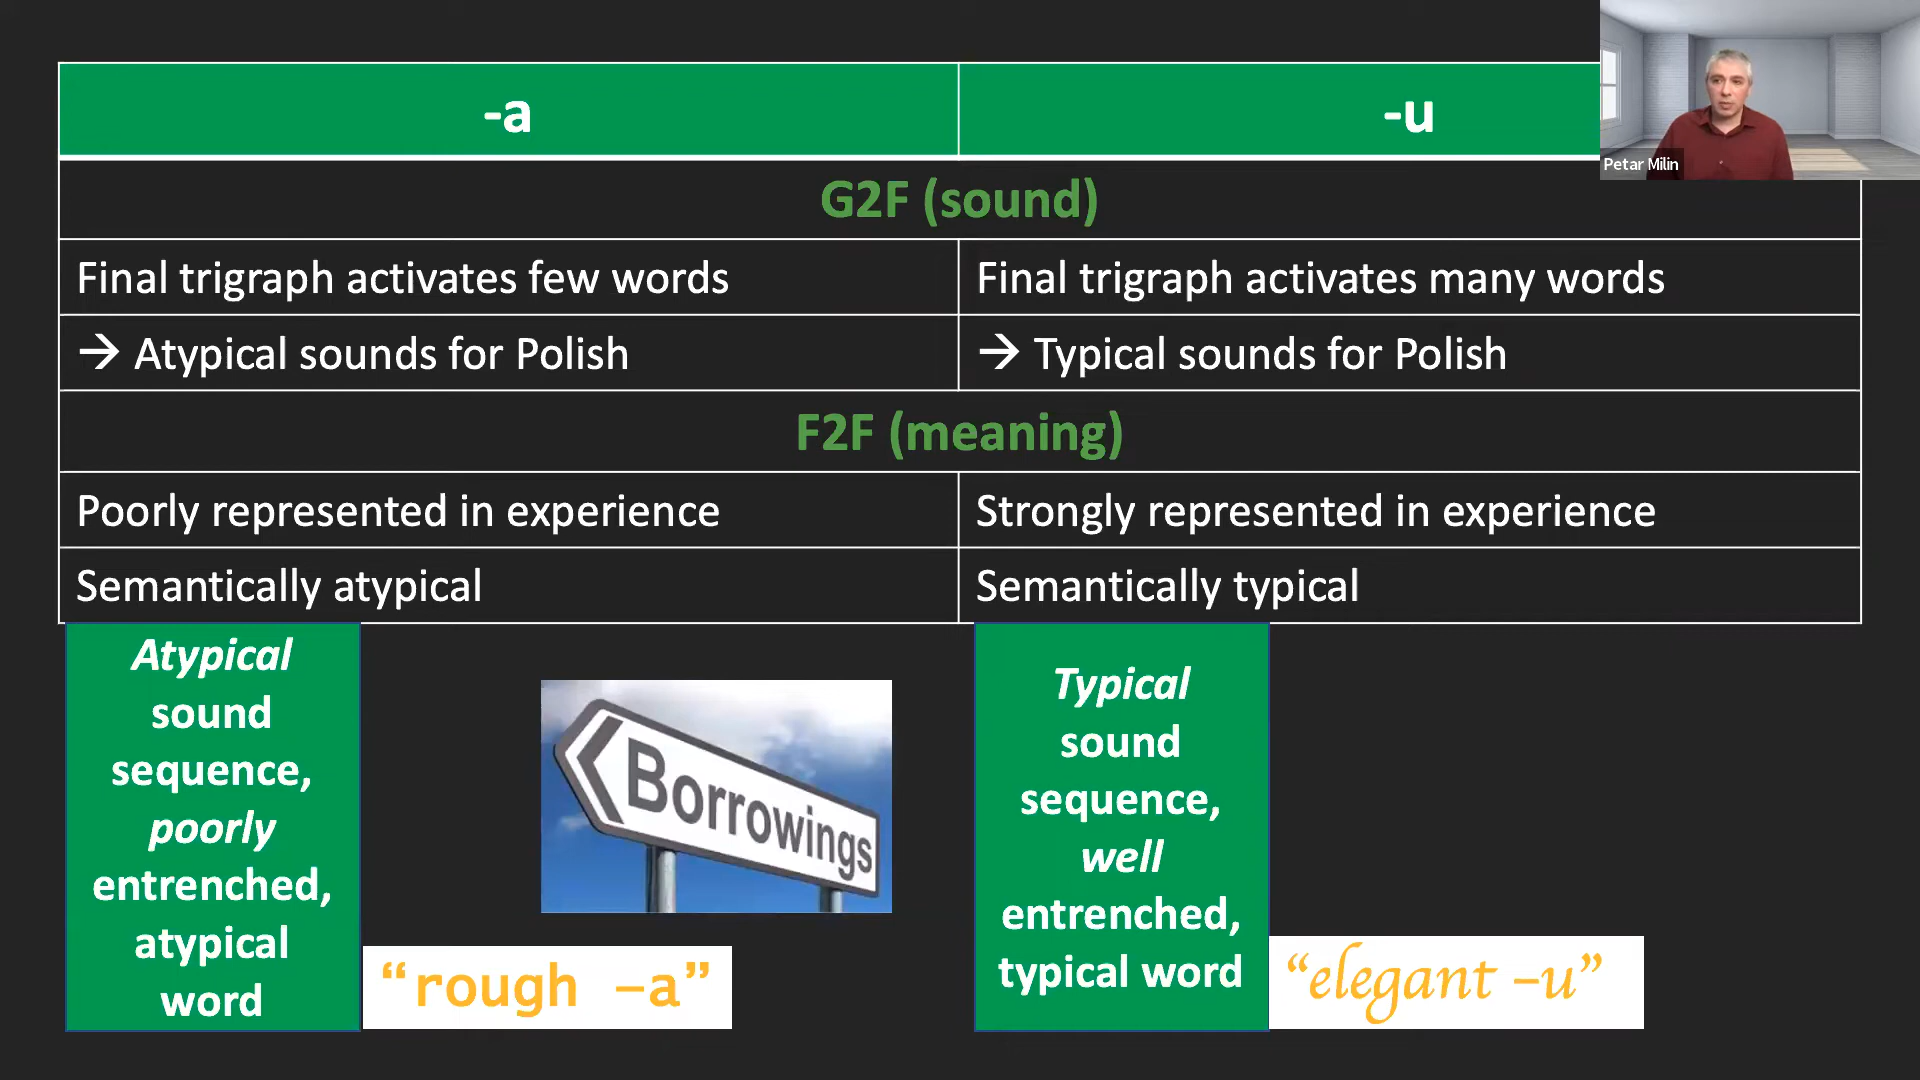 -a
-u
Petar Milin
G2F (sound)
Final trigraph activates few words
Final trigraph activates many words
→ Atypical sounds for Polish
→ Typical sounds for Polish
F2F (meaning)
Poorly represented in experience
Strongly represented in experience
Semantically atypical
Semantically typical
Atypical
sound
sequence,
poorly
entrenched,
atypical
word
Borrowings
“rough –a”
Typical
sound
sequence,
well
entrenched,
typical word
“elegant –u”